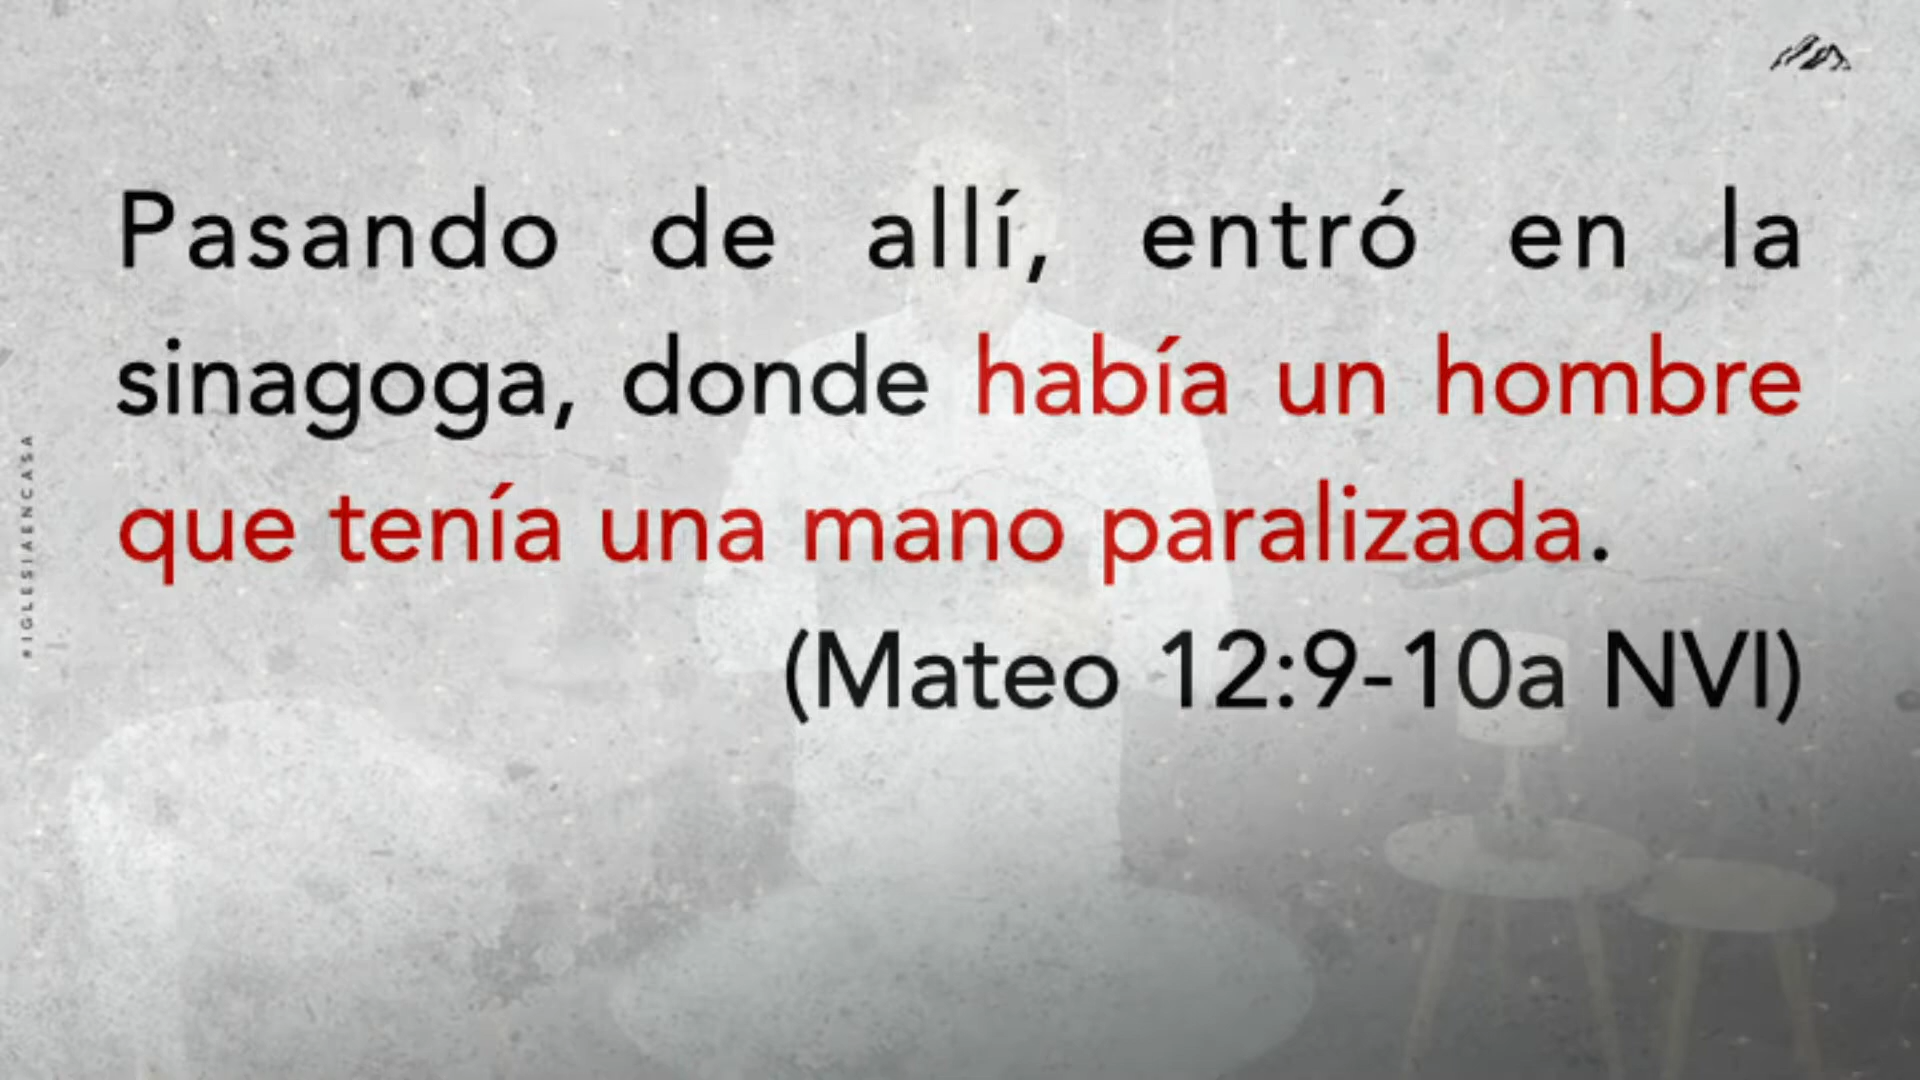 Pasando de allí, entró en la
sinagoga, donde había un hombre
que tenía una mano paralizada.
(Mateo 12:9-10a NVI)
#IGLESIAENCASA